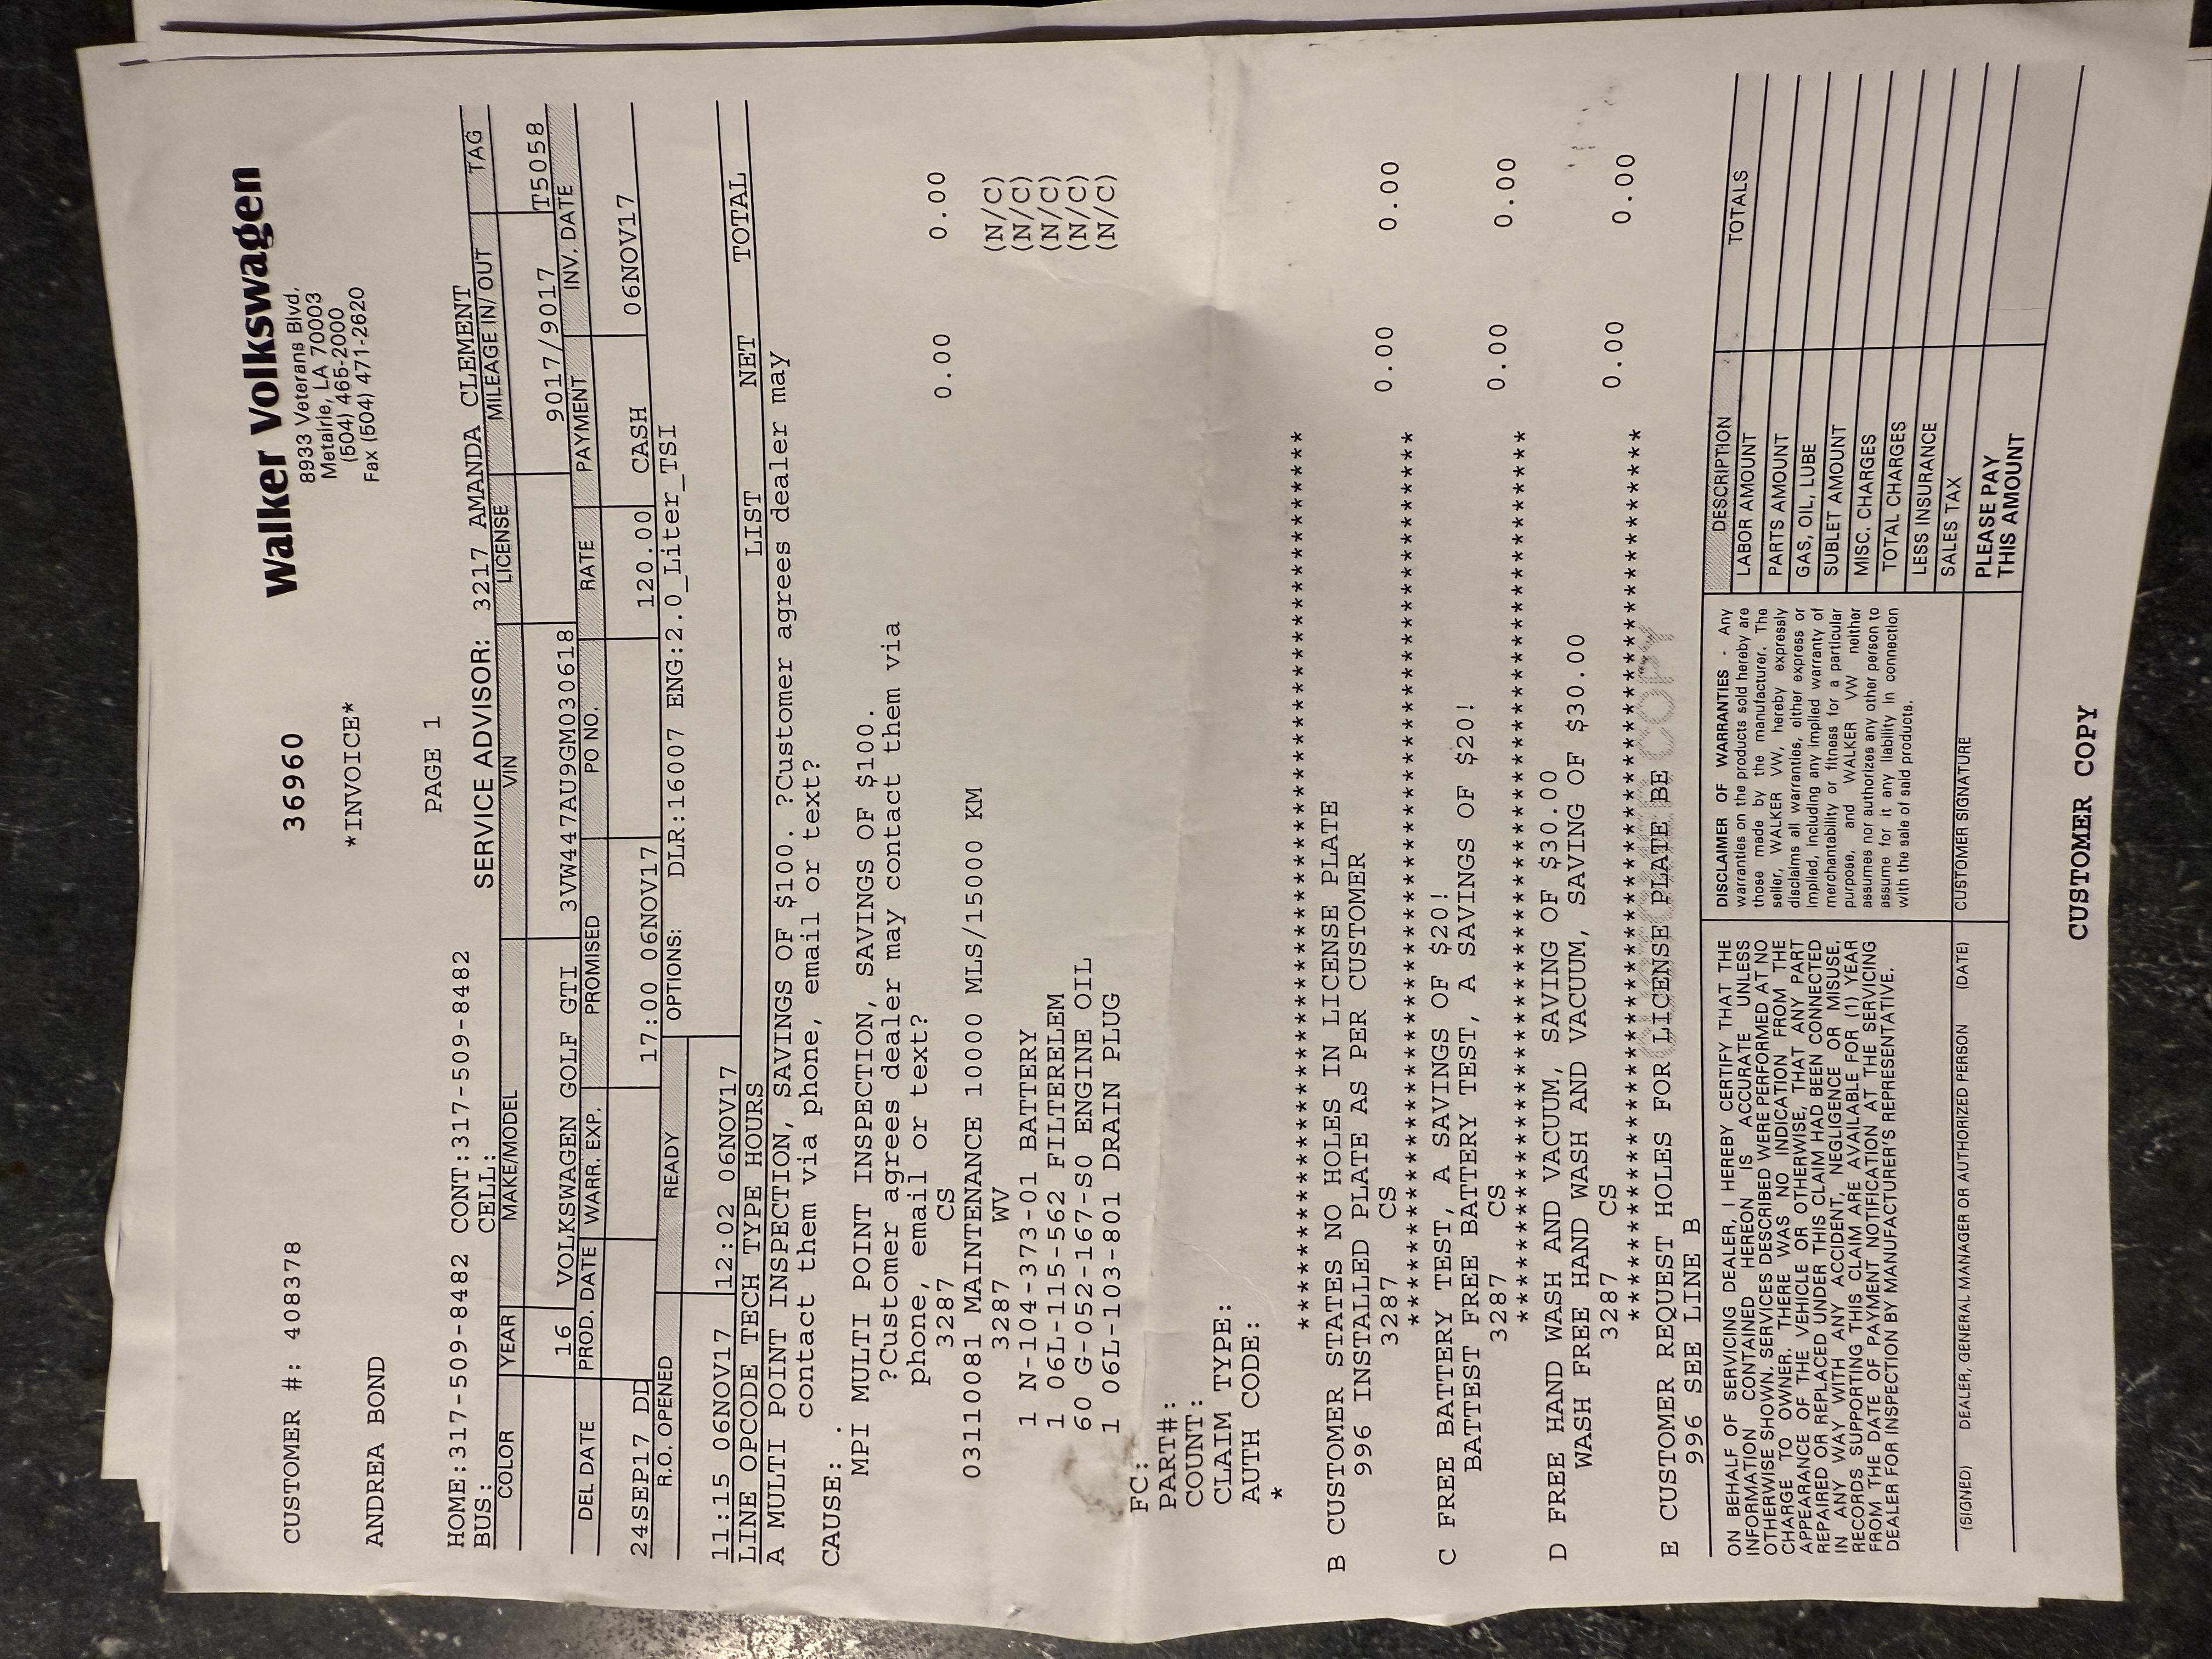 Walker Volkswagen
8933 Veterans Blvd.
Metairie, LA 70003
(504) 465-2000
Fax (504) 471-2620
CUSTOMER #: 408378
36960
*INVOICE*
ANDREA BOND
PAGE 1
HOME:317-509-8482 CONT:317-509-8482
BUS: CELL:
SERVICE ADVISOR: 3217 AMANDA CLEMENT
COLOR YEAR MAKE/MODEL VIN LICENSE MILEAGE IN/OUT TAG
16 VOLKSWAGEN GOLF GTI 3VW447AU9GM030618 9017/9017 T5058
DEL DATE PROD. DATE WARR. EXP. PROMISED PO NO. RATE PAYMENT INV. DATE
24SEP17 DD 17:00 06NOV17 120.00 CASH 06NOV17
R.O. OPENED READY OPTIONS: DLR:16007 ENG:2.0_Liter_TSI
11:15 06NOV17 12:02 06NOV17
LINE OPCODE TECH TYPE HOURS LIST NET TOTAL
A MULTI POINT INSPECTION, SAVINGS OF $100. ?Customer agrees dealer may
contact them via phone, email or text?
CAUSE: .
MPI MULTI POINT INSPECTION, SAVINGS OF $100.
?Customer agrees dealer may contact them via
phone, email or text?
3287 CS 0.00 0.00
03110081 MAINTENANCE 10000 MLS/15000 KM
3287 WV (N/C)
1 N-104-373-01 BATTERY (N/C)
1 06L-115-562 FILTERELEM (N/C)
60 G-052-167-S0 ENGINE OIL (N/C)
1 06L-103-801 DRAIN PLUG (N/C)
FC:
PART#:
COUNT:
CLAIM TYPE:
AUTH CODE:
*
*************************************************
B CUSTOMER STATES NO HOLES IN LICENSE PLATE
996 INSTALLED PLATE AS PER CUSTOMER
3287 CS 0.00 0.00
*************************************************
C FREE BATTERY TEST, A SAVINGS OF $20!
BATTEST FREE BATTERY TEST, A SAVINGS OF $20!
3287 CS 0.00 0.00
*************************************************
D FREE HAND WASH AND VACUUM, SAVING OF $30.00
WASH FREE HAND WASH AND VACUUM, SAVING OF $30.00
3287 CS 0.00 0.00
*************************************************
CUSTOMER COPY
E CUSTOMER REQUEST HOLES FOR LICENSE PLATE BE
996 SEE LINE B
ON BEHALF OF SERVICING DEALER, I HEREBY CERTIFY THAT THE
INFORMATION CONTAINED HEREON IS ACCURATE UNLESS
OTHERWISE SHOWN. SERVICES DESCRIBED WERE PERFORMED AT NO
CHARGE TO OWNER. THERE WAS NO INDICATION FROM THE
APPEARANCE OF THE VEHICLE OR OTHERWISE, THAT ANY PART
REPAIRED OR REPLACED UNDER THIS CLAIM HAD BEEN CONNECTED
IN ANY WAY WITH ANY ACCIDENT, NEGLIGENCE OR MISUSE.
RECORDS SUPPORTING THIS CLAIM ARE AVAILABLE FOR (1) YEAR
FROM THE DATE OF PAYMENT NOTIFICATION AT THE SERVICING
DEALER FOR INSPECTION BY MANUFACTURER'S REPRESENTATIVE.
(SIGNED) DEALER, GENERAL MANAGER OR AUTHORIZED PERSON (DATE)
DISCLAIMER OF WARRANTIES - Any
warranties on the products sold hereby are
those made by the manufacturer. The
seller, WALKER VW, hereby expressly
disclaims all warranties, either express or
implied, including any implied warranty of
merchantability or fitness for a particular
purpose, and WALKER VW neither
assumes nor authorizes any other person to
assume for it any liability in connection
with the sale of said products.
CUSTOMER SIGNATURE
DESCRIPTION TOTALS
LABOR AMOUNT
PARTS AMOUNT
GAS, OIL, LUBE
SUBLET AMOUNT
MISC. CHARGES
TOTAL CHARGES
LESS INSURANCE
SALES TAX
PLEASE PAY
THIS AMOUNT
CUSTOMER COPY